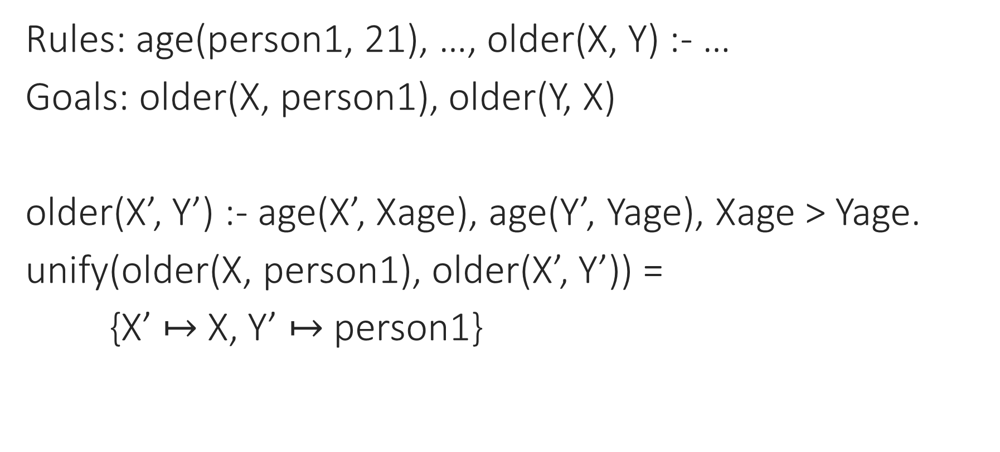 Rules: age(person1, 21), …, older(X, Y) :- …
Goals: older(X, person1), older(Y, X)
older(X’, Y’) :- age(X’, Xage), age(Y’, Yage), Xage > Yage.
unify(older(X, person1), older(X’, Y’)) =
{X’ ↦ X, Y’ ↦ person1}